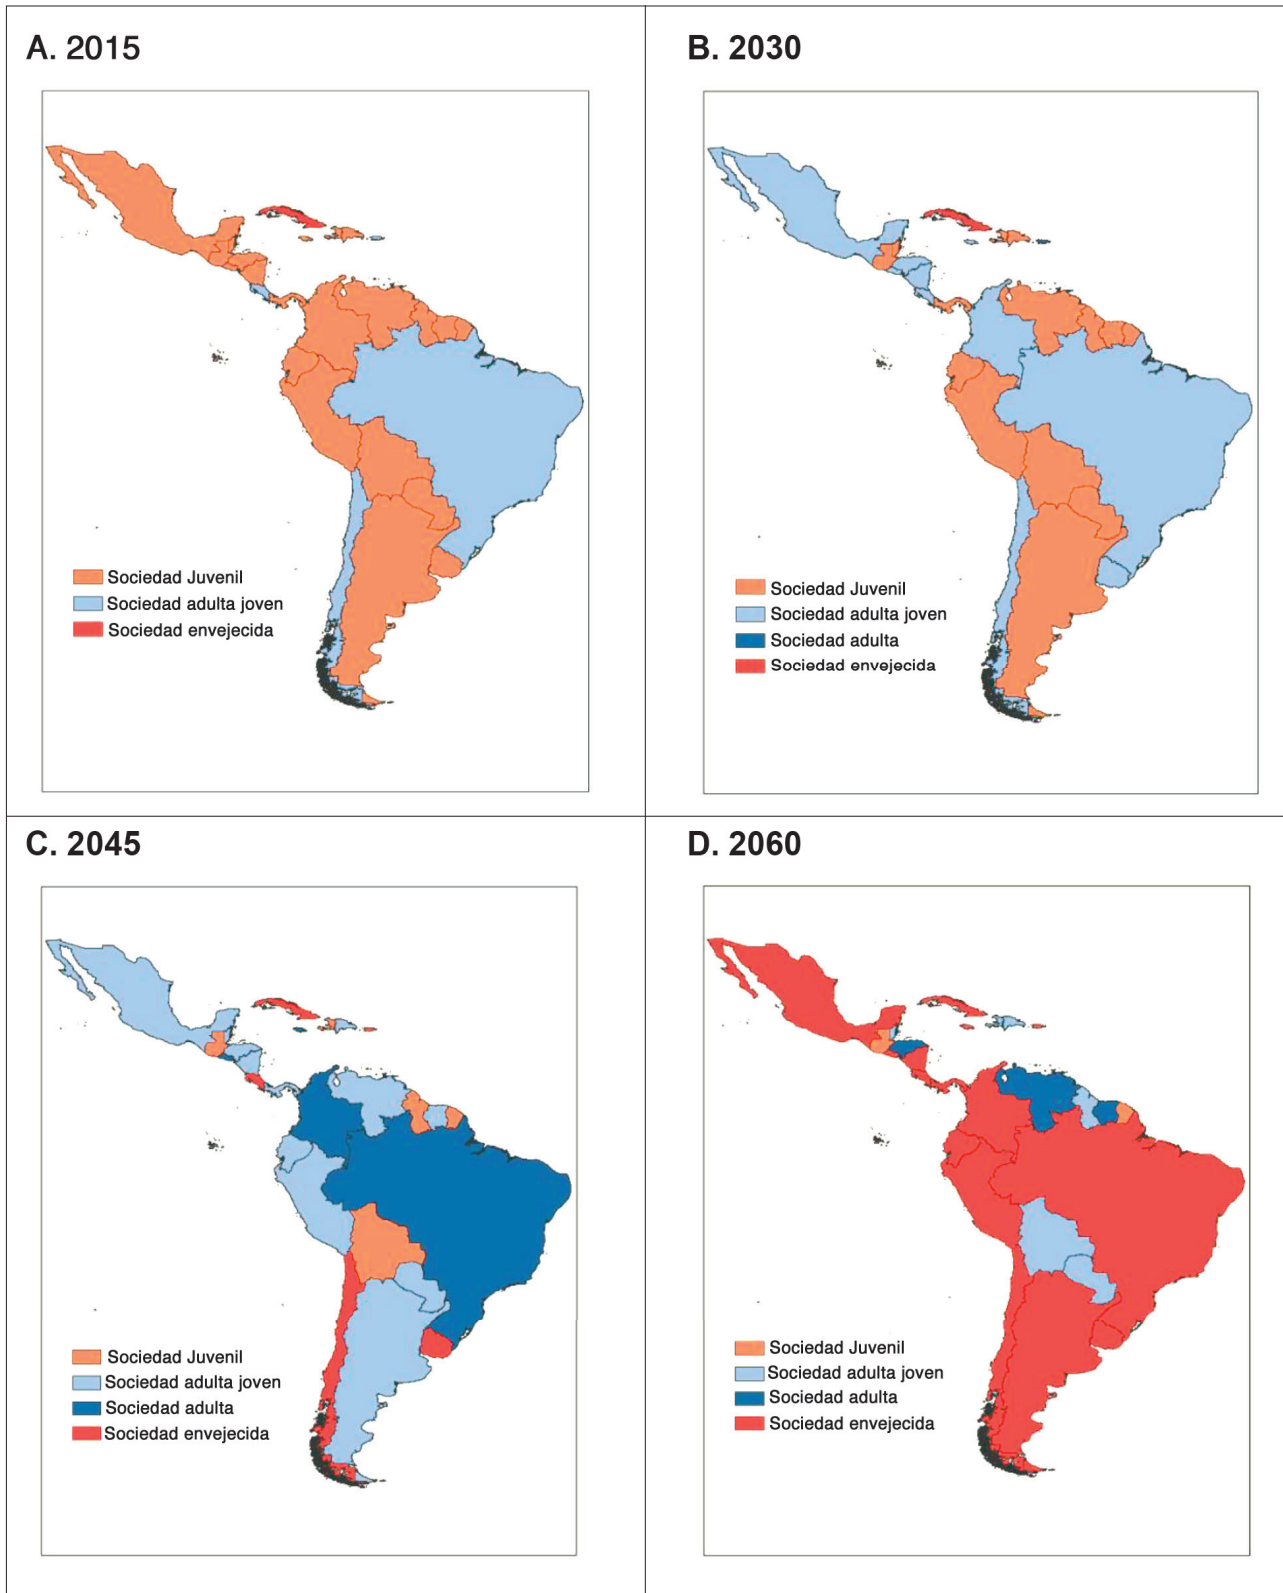 A. 2015
Sociedad Juvenil
Sociedad adulta joven
Sociedad envejecida
B. 2030
Sociedad Juvenil
Sociedad adulta joven
Sociedad adulta
Sociedad envejecida
C. 2045
Sociedad Juvenil
Sociedad adulta joven
Sociedad adulta
Sociedad envejecida
D. 2060
Sociedad Juvenil
Sociedad adulta joven
Sociedad adulta
Sociedad envejecida